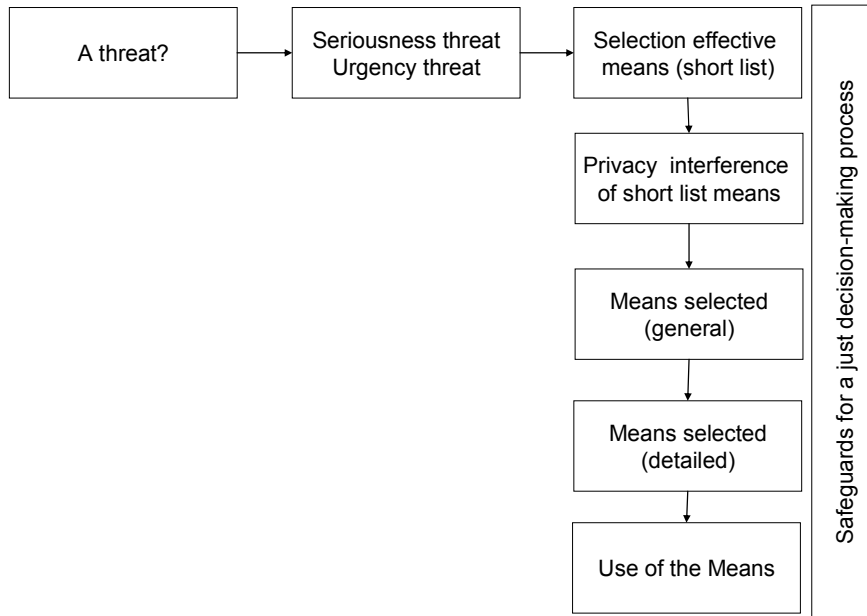 A threat?
Seriousness threat
Urgency threat
Selection effective
means (short list)
Privacy interference
of short list means
Means selected
(general)
Means selected
(detailed)
Use of the Means
Safeguards for a just decision-making process